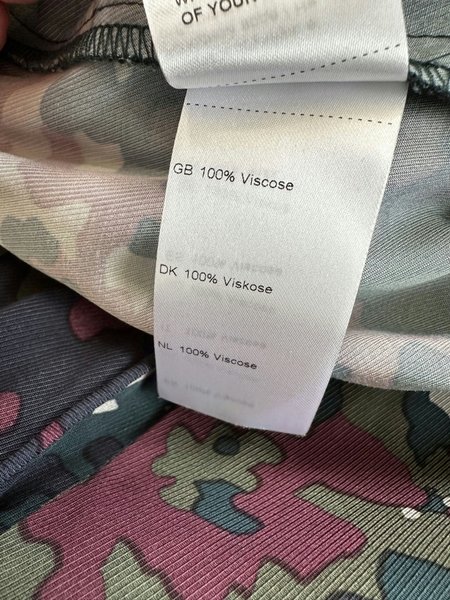 OF YOUR
GB 100% Viscose
DK 100% Viskose
NL 100% Viscose